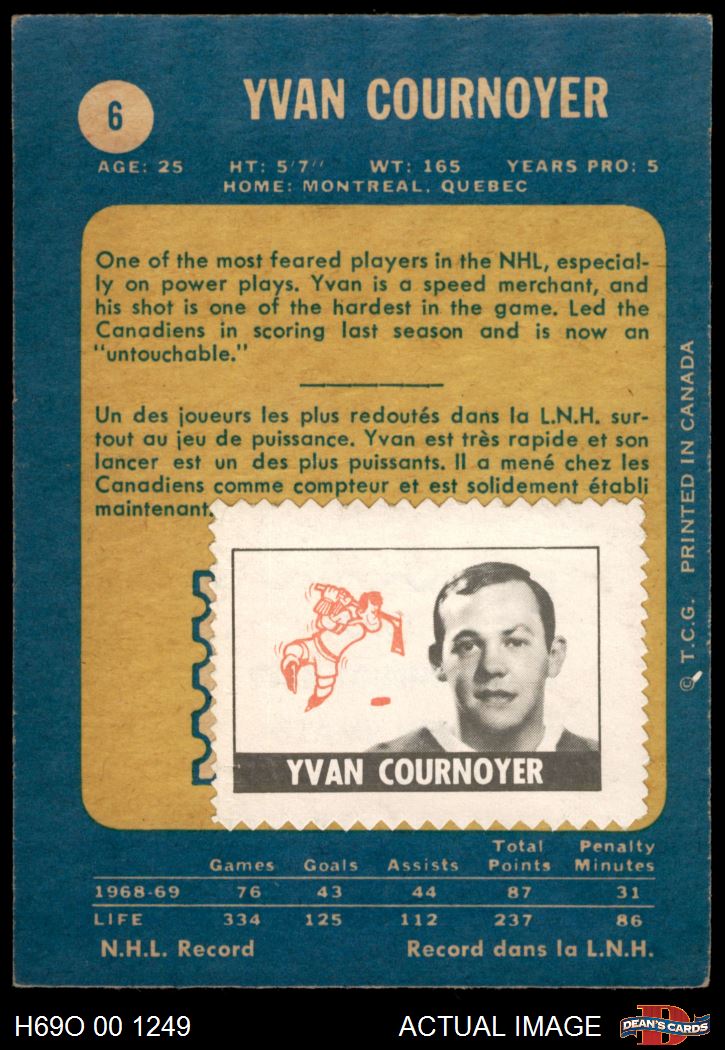 6
YVAN COURNOYER
AGE: 25 HT: 5'7" WT: 165 YEARS PRO: 5
HOME: MONTREAL, QUEBEC
One of the most feared players in the NHL, especial-
ly on power plays. Yvan is a speed merchant, and
his shot is one of the hardest in the game. Led the
Canadiens in scoring last season and is now an
"untouchable."
Un des joueurs les plus redoutés dans la L.N.H. sur-
tout au jeu de puissance. Yvan est très rapide et son
lancer est un des plus puissants. Il a mené chez les
Canadiens comme compteur et est solidement établi
maintenant.
YVAN COURNOYER
© T.C.G. PRINTED IN CANADA
Games Goals Assists Total Points Penalty Minutes
1968-69 76 43 44 87 31
LIFE 334 125 112 237 86
N.H.L. Record Record dans la L.N.H.
H69O 00 1249 ACTUAL IMAGE
D
DEAN'S CARDS